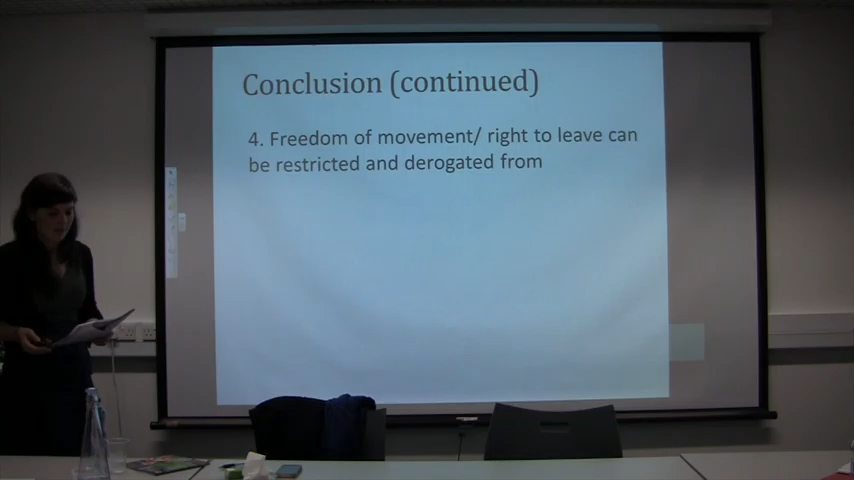 Conclusion (continued)
4. Freedom of movement/ right to leave can
be restricted and derogated from